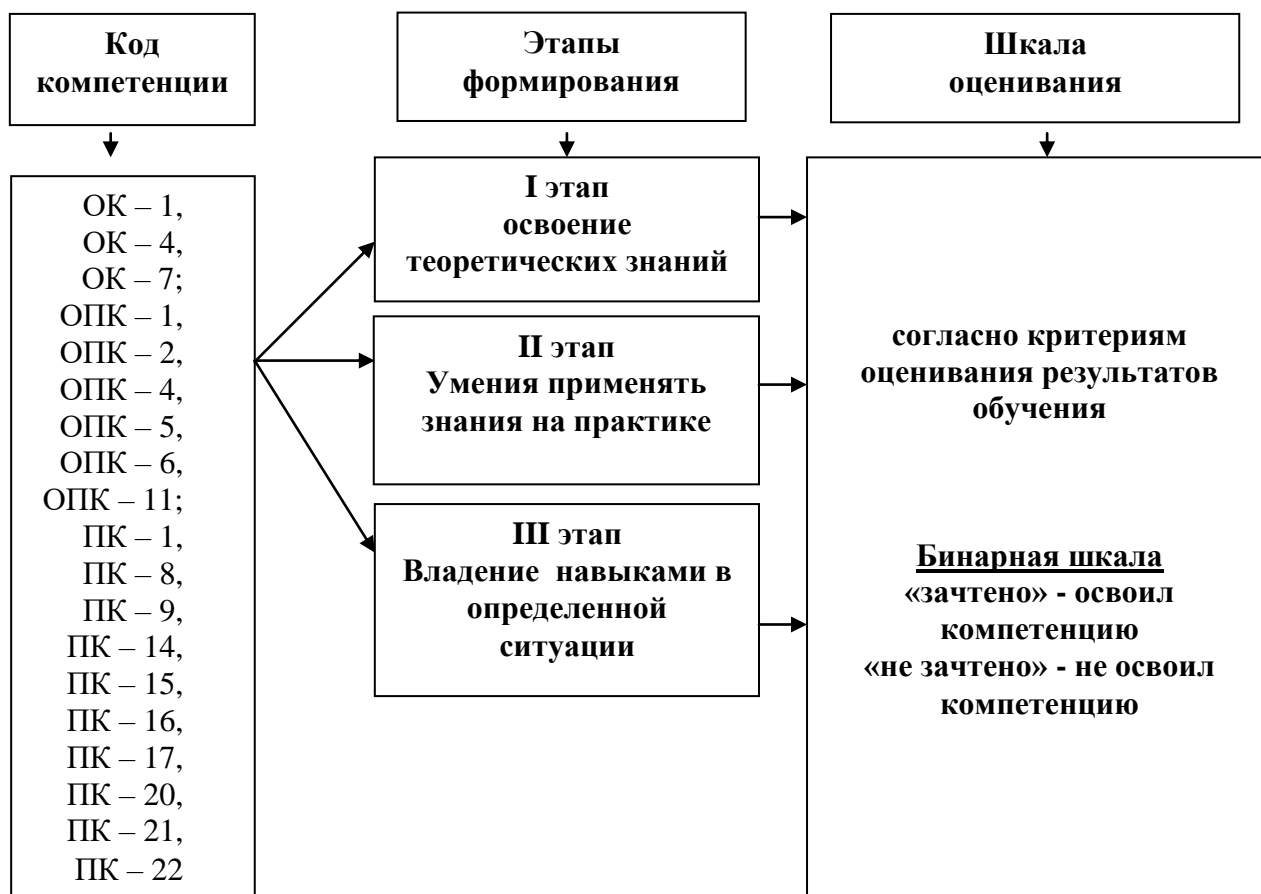 Код
компетенции
Этапы
формирования
Шкала
оценивания
ОК – 1,
ОК – 4,
ОК – 7;
ОПК – 1,
ОПК – 2,
ОПК – 4,
ОПК – 5,
ОПК – 6,
ОПК – 11;
ПК – 1,
ПК – 8,
ПК – 9,
ПК – 14,
ПК – 15,
ПК – 16,
ПК – 17,
ПК – 20,
ПК – 21,
ПК – 22
I этап
освоение
теоретических знаний
II этап
Умения применять
знания на практике
III этап
Владение навыками в
определенной
ситуации
согласно критериям
оценивания результатов
обучения
Бинарная шкала
«зачтено» - освоил
компетенцию
«не зачтено» - не освоил
компетенцию